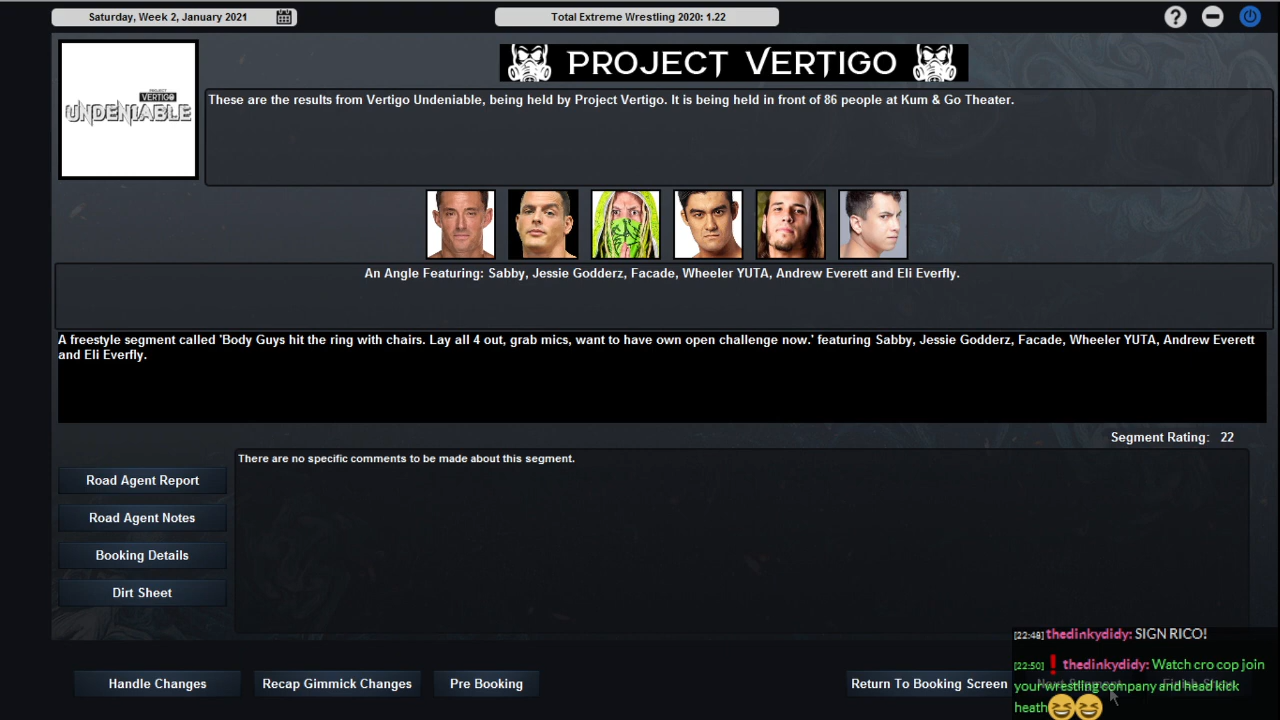 Saturday, Week 2, January 2021
Total Extreme Wrestling 2020: 1.22
?
PROJECT VERTIGO
PROJECT
VERTIGO
UNDENIABLE
These are the results from Vertigo Undeniable, being held by Project Vertigo. It is being held in front of 86 people at Kum & Go Theater.
An Angle Featuring: Sabby, Jessie Godderz, Facade, Wheeler YUTA, Andrew Everett and Eli Everfly.
A freestyle segment called 'Body Guys hit the ring with chairs. Lay all 4 out, grab mics, want to have own open challenge now.' featuring Sabby, Jessie Godderz, Facade, Wheeler YUTA, Andrew Everett
and Eli Everfly.
Segment Rating: 22
There are no specific comments to be made about this segment.
Road Agent Report
Road Agent Notes
Booking Details
Dirt Sheet
[22:48] thedinkydidy: SIGN RICO!
[22:50] thedinkydidy: Watch cro cop join
your wrestling company and head kick
heath
Handle Changes
Recap Gimmick Changes
Pre Booking
Return To Booking Screen